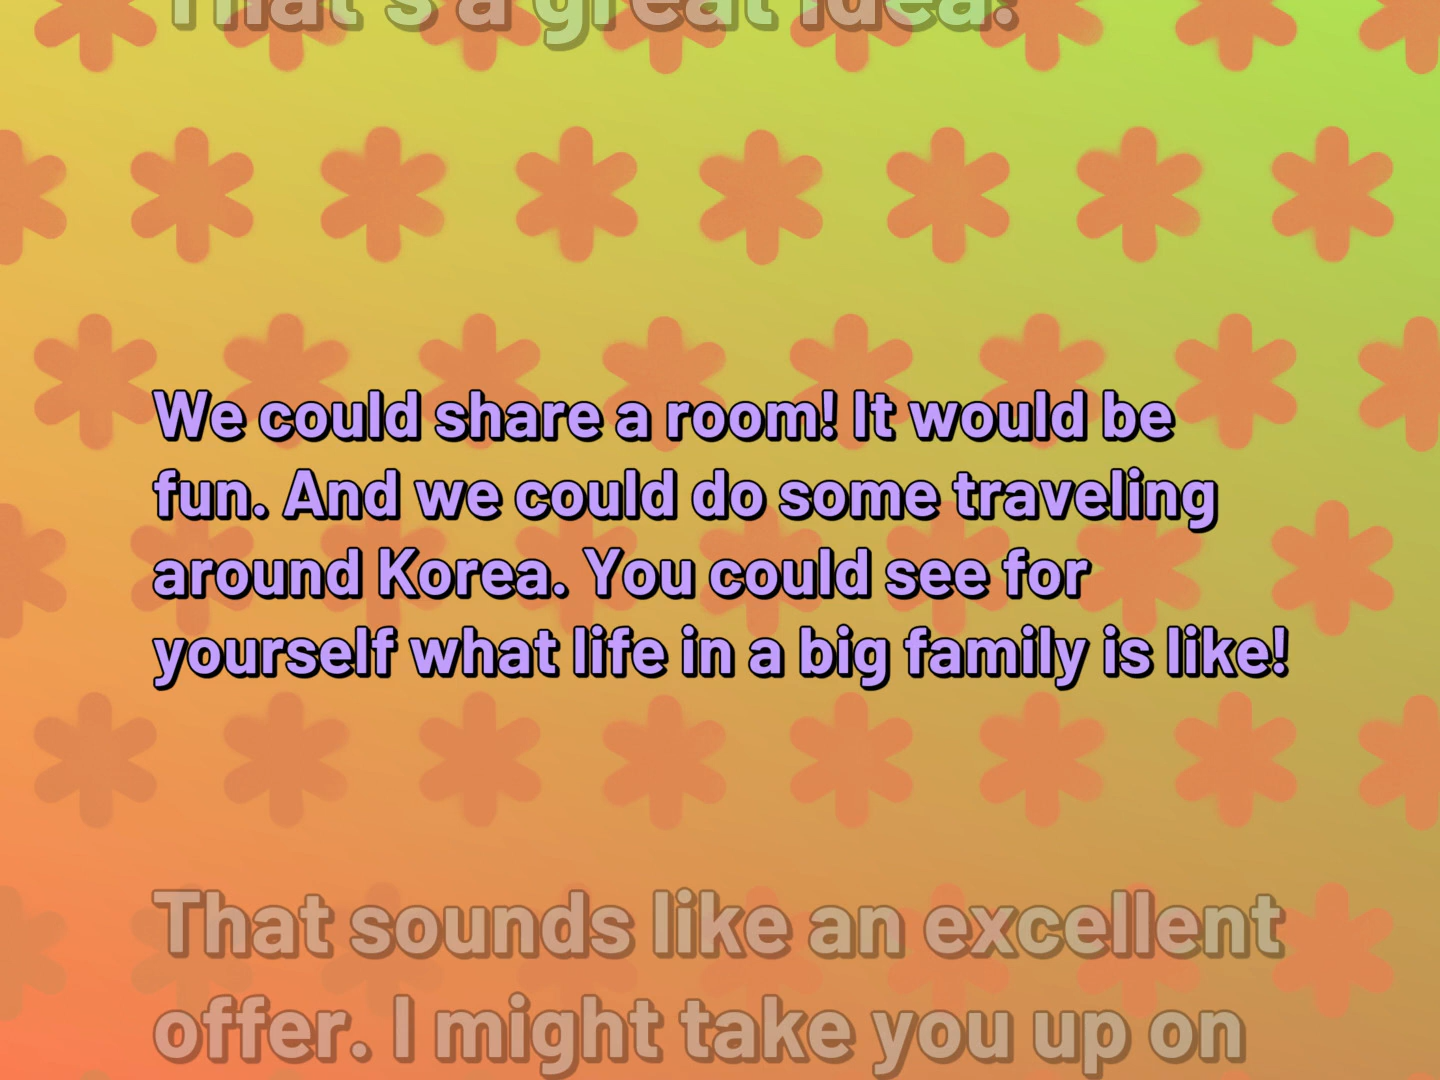 That's a great idea!
We could share a room! It would be
fun. And we could do some traveling
around Korea. You could see for
yourself what life in a big family is like!
That sounds like an excellent
offer. I might take you up on